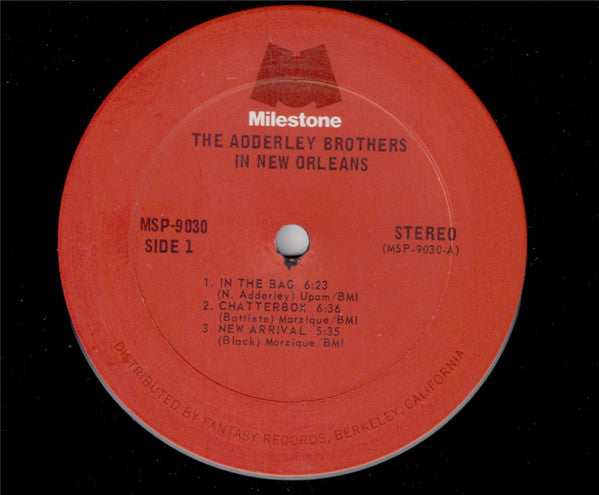 Milestone
THE ADDERLEY BROTHERS
IN NEW ORLEANS
MSP-9030
SIDE 1
STEREO
(MSP-9030-A)
1. IN THE BAG 6:23
(N. Adderley) Upam/BMI
2. CHATTERBOX 6:36
(Battiste) Marzique/BMI
3. NEW ARRIVAL 5:35
(Black) Marzique/BMI
DISTRIBUTED BY FANTASY RECORDS, BERKELEY, CALIFORNIA